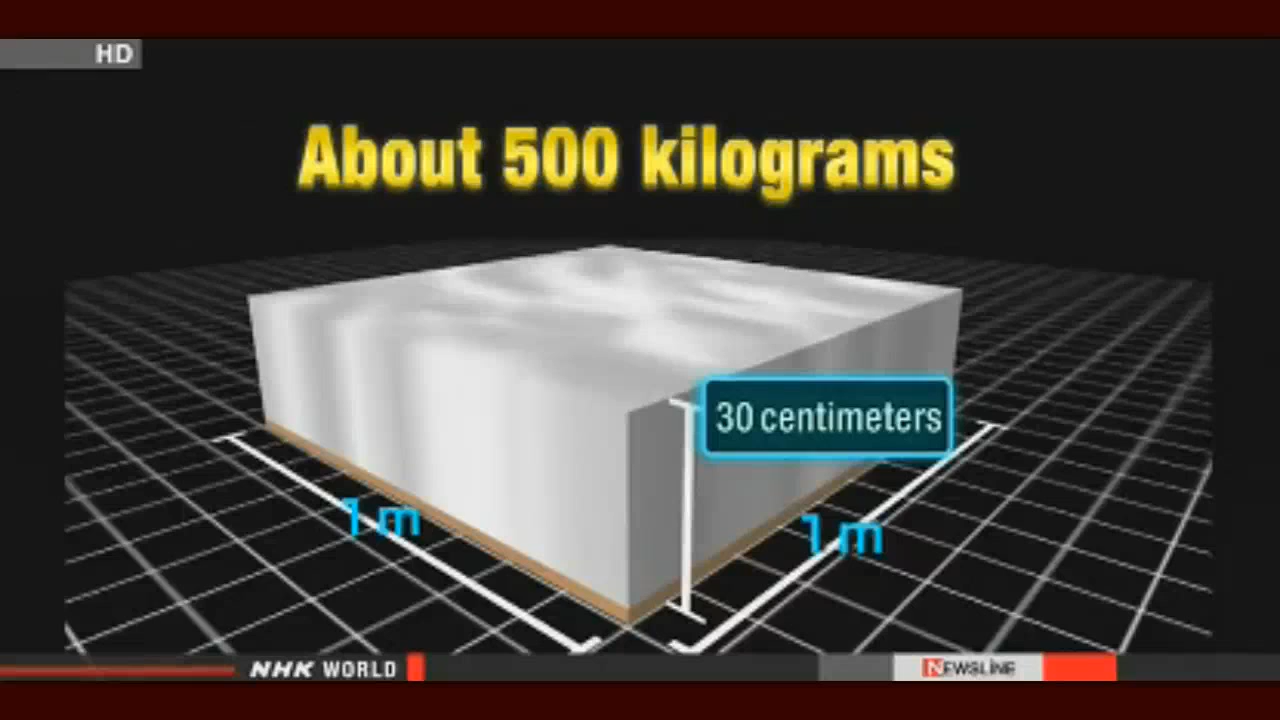 HD
About 500 kilograms
30 centimeters
1 m
1 m
NHK WORLD
NEWSLINE